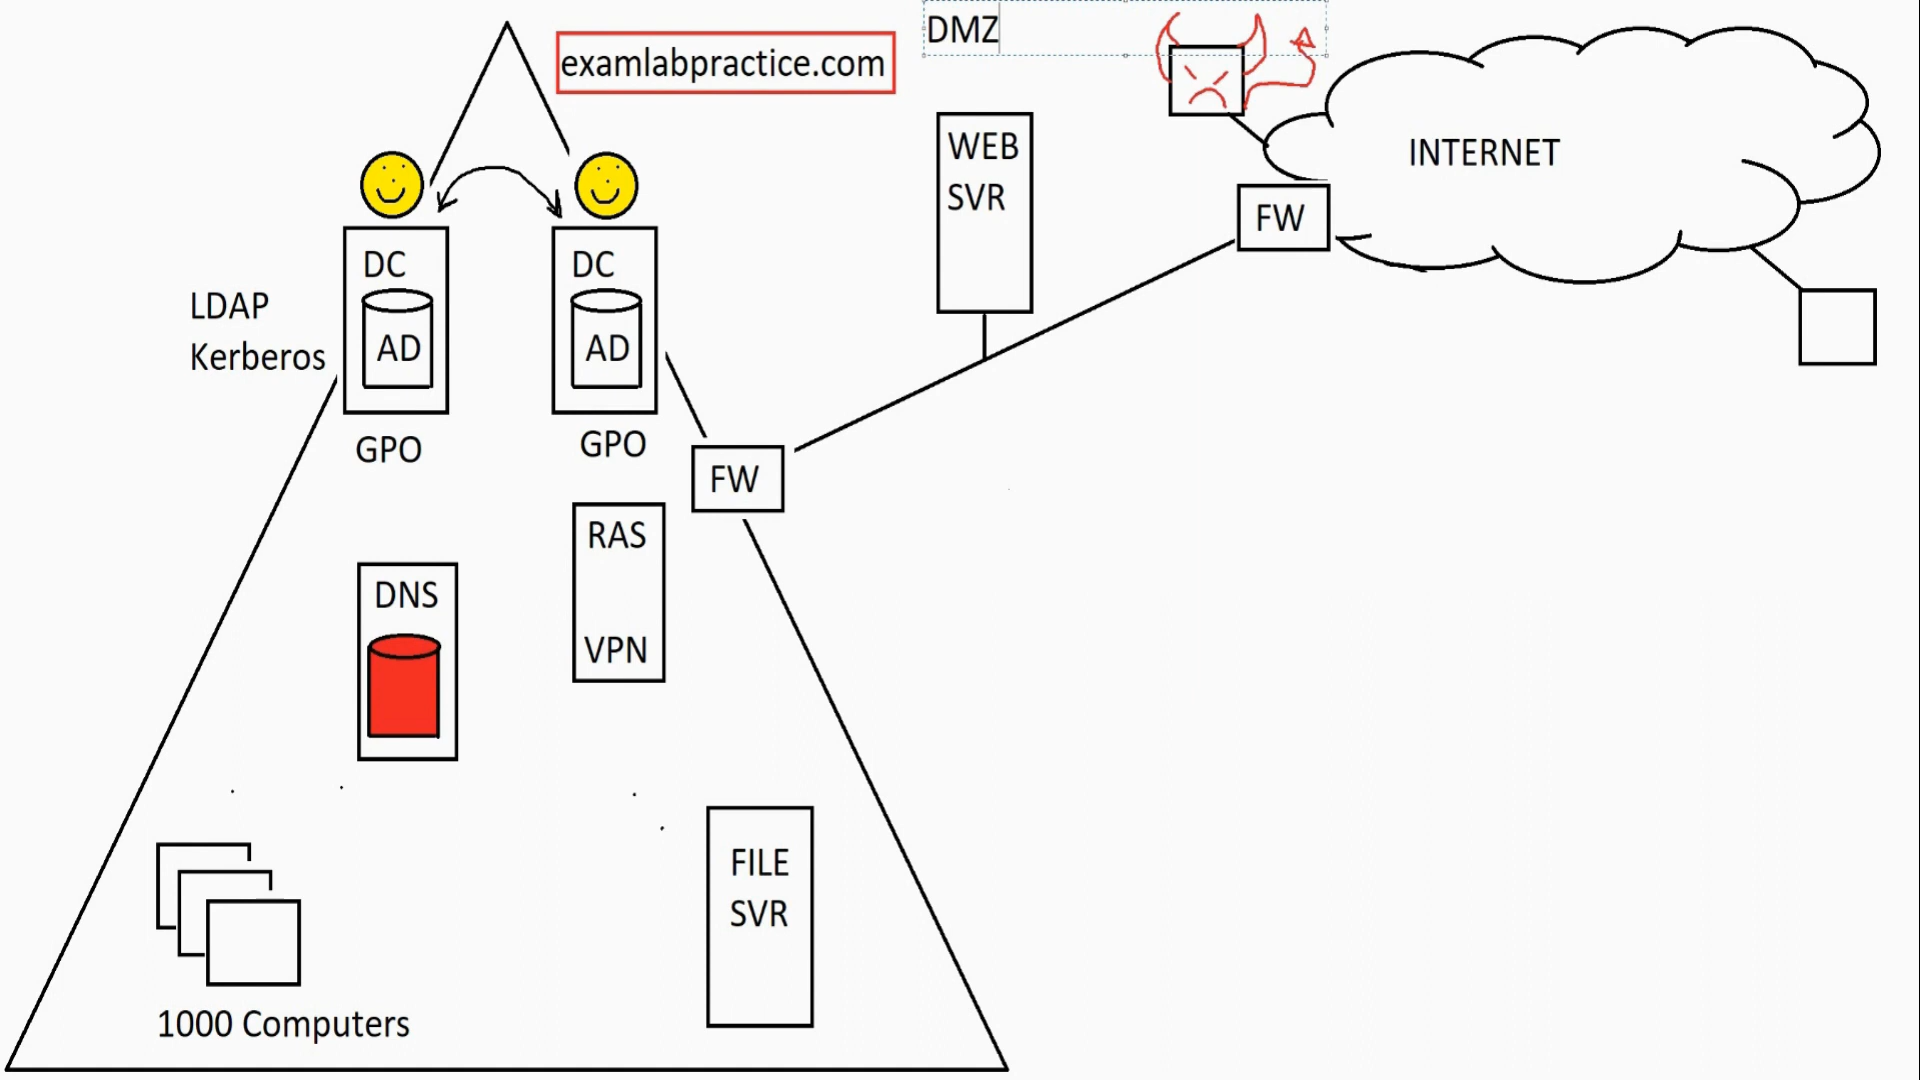 DMZ
examlabpractice.com
WEB
SVR
INTERNET
FW
DC
AD
GPO
DC
AD
GPO
LDAP
Kerberos
FW
RAS
VPN
DNS
FILE
SVR
1000 Computers